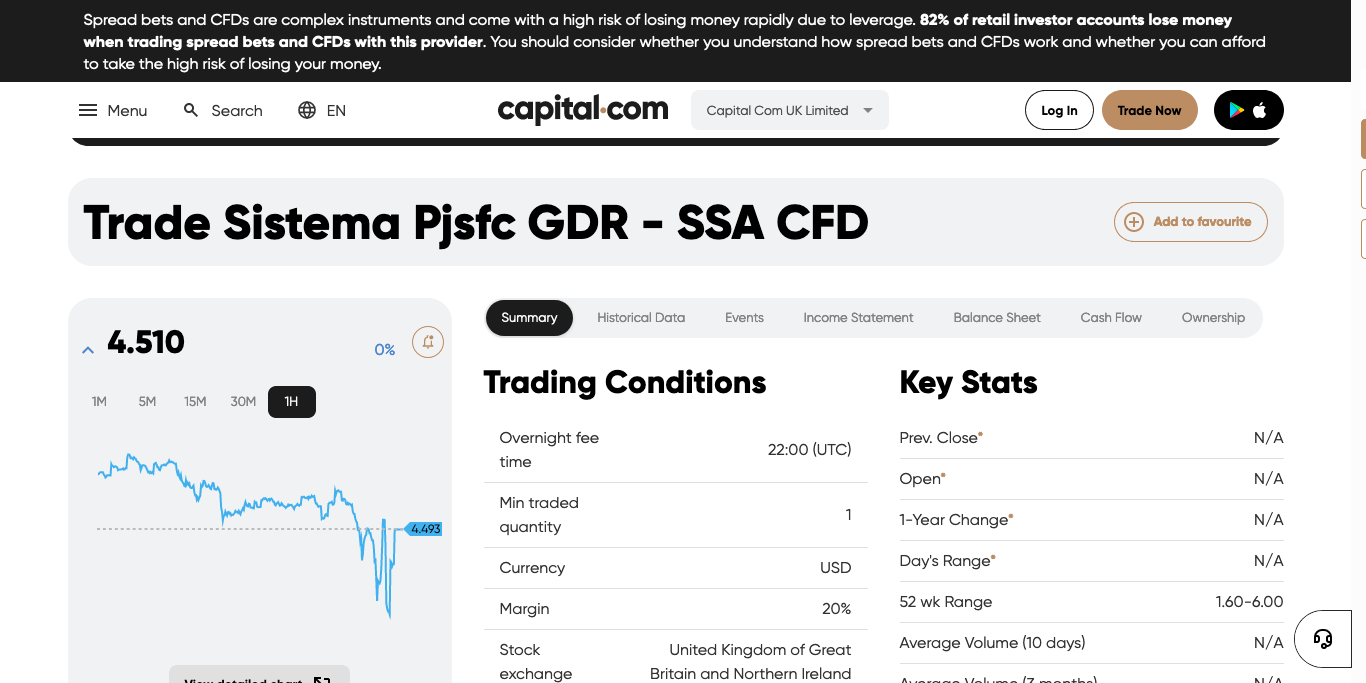 Spread bets and CFDs are complex instruments and come with a high risk of losing money rapidly due to leverage. 82% of retail investor accounts lose money
when trading spread bets and CFDs with this provider. You should consider whether you understand how spread bets and CFDs work and whether you can afford
to take the high risk of losing your money.
Menu
Search
EN
capital.com
Capital Com UK Limited
Log In
Trade Now
Trade Sistema Pjsfc GDR - SSA CFD
Add to favourite
4.510
0%
1M
5M
15M
30M
1H
4.493
View detailed chart
Summary
Historical Data
Events
Income Statement
Balance Sheet
Cash Flow
Ownership
Trading Conditions
Overnight fee
time
22:00 (UTC)
Min traded
quantity
1
Currency
USD
Margin
20%
Stock
exchange
United Kingdom of Great
Britain and Northern Ireland
Key Stats
Prev. Close*
N/A
Open*
N/A
1-Year Change*
N/A
Day's Range*
N/A
52 wk Range
1.60-6.00
Average Volume (10 days)
N/A
Average Volume (3 months)
N/A